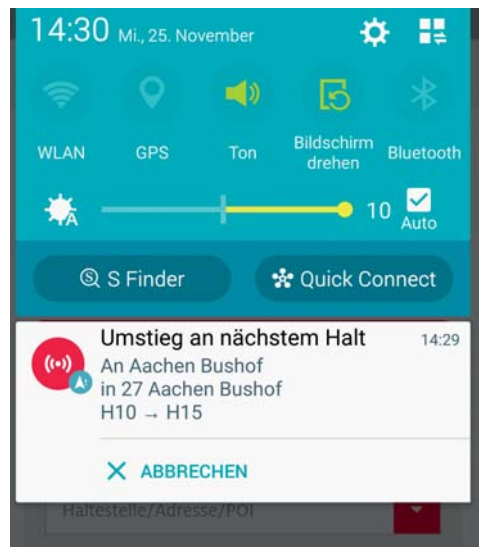 14:30 Mi., 25. November
WLAN GPS Ton Bildschirm drehen Bluetooth
A 10 Auto
S Finder Quick Connect
Umstieg an nächstem Halt 14:29
An Aachen Bushof
in 27 Aachen Bushof
H10 → H15
ABBRECHEN
Haltestelle/Adresse/POI